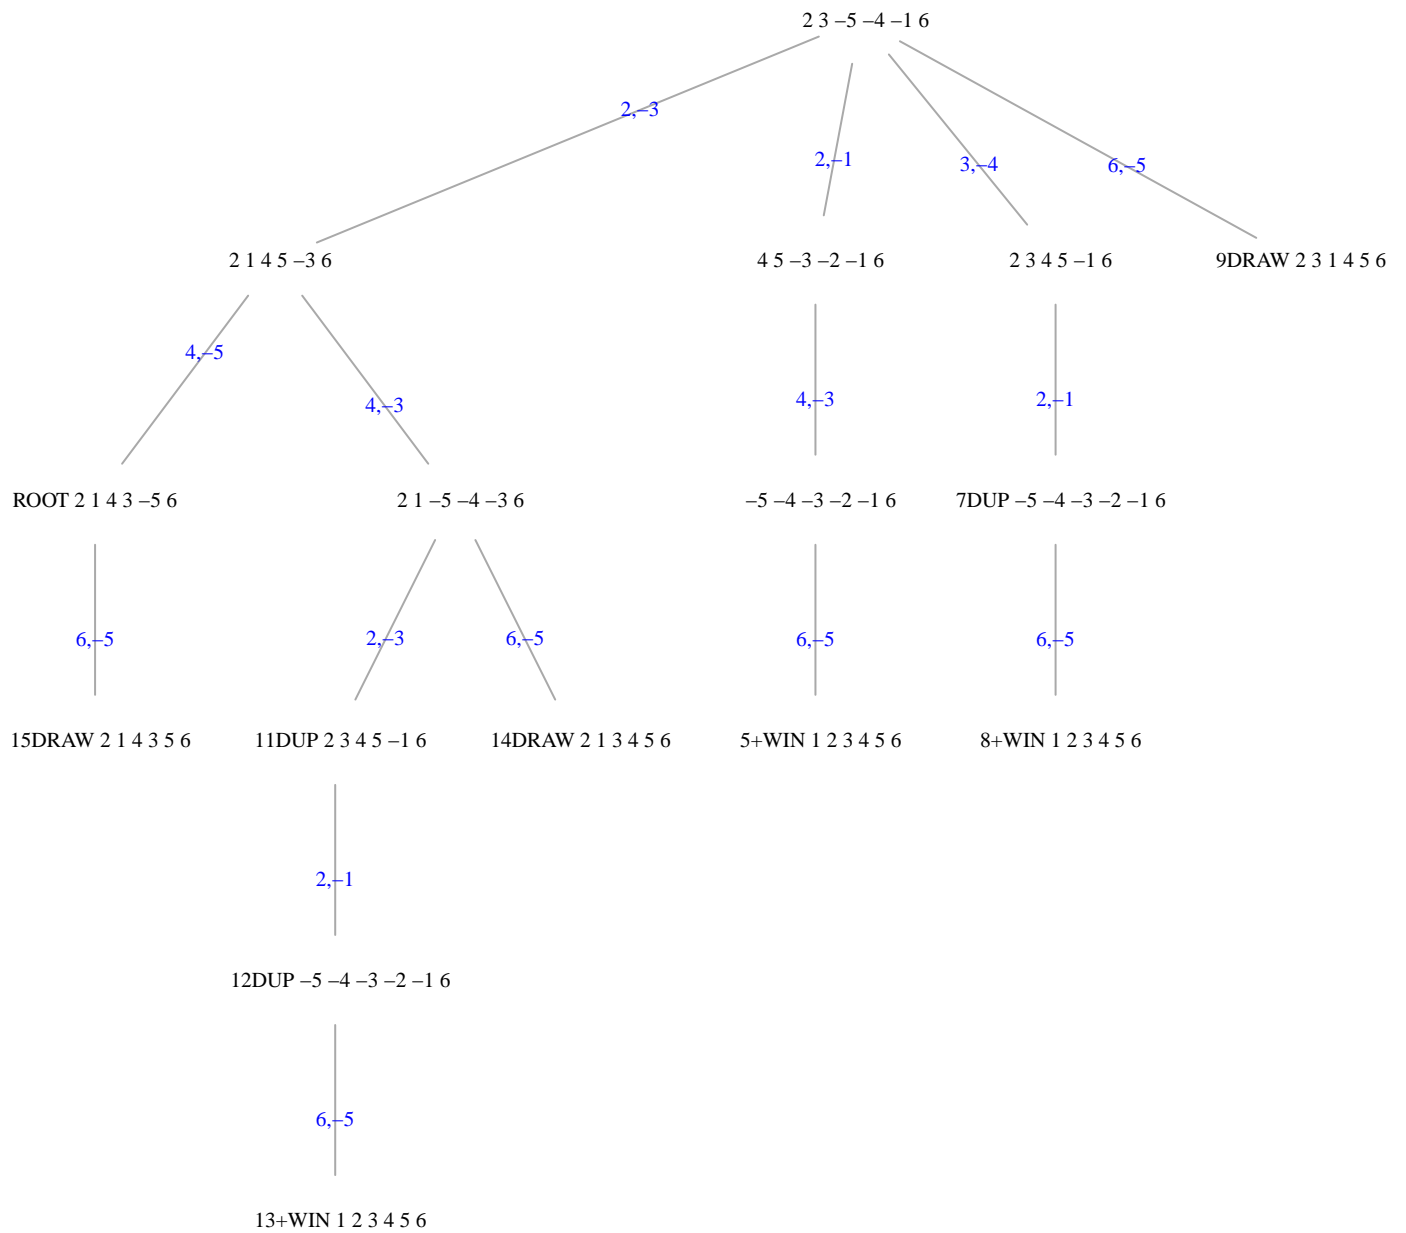 2 3 –5 –4 –1 6
2,–3
2,–1
3,–4
6,–5
2 1 4 5 –3 6
4 5 –3 –2 –1 6
2 3 4 5 –1 6
9DRAW 2 3 1 4 5 6
4,–5
4,–3
4,–3
2,–1
ROOT 2 1 4 3 –5 6
2 1 –5 –4 –3 6
–5 –4 –3 –2 –1 6
7DUP –5 –4 –3 –2 –1 6
6,–5
2,–3
6,–5
6,–5
6,–5
15DRAW 2 1 4 3 5 6
11DUP 2 3 4 5 –1 6
14DRAW 2 1 3 4 5 6
5+WIN 1 2 3 4 5 6
8+WIN 1 2 3 4 5 6
2,–1
12DUP –5 –4 –3 –2 –1 6
6,–5
13+WIN 1 2 3 4 5 6